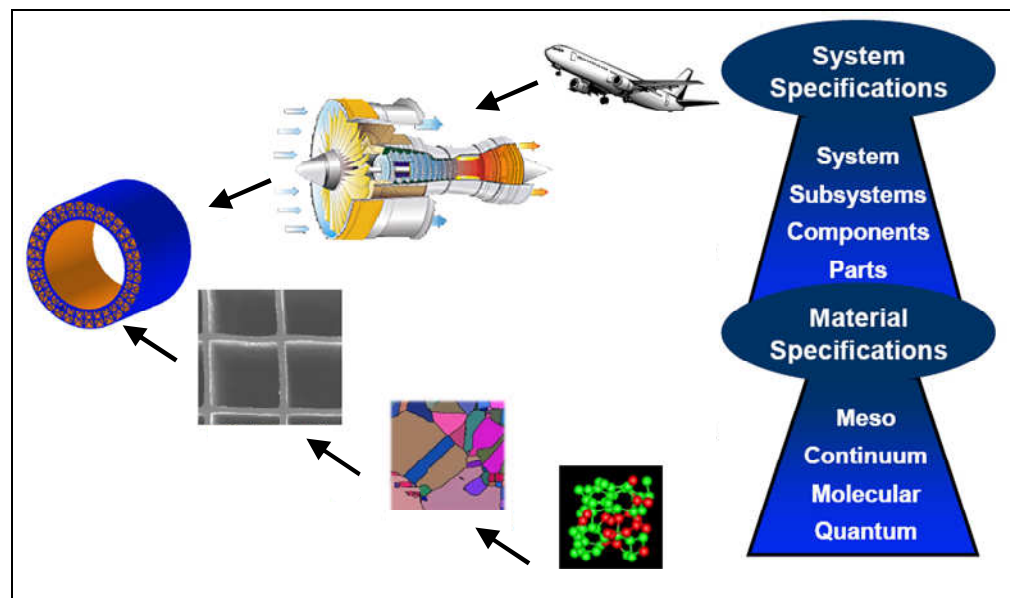 System
Specifications
System
Subsystems
Components
Parts
Material
Specifications
Meso
Continuum
Molecular
Quantum